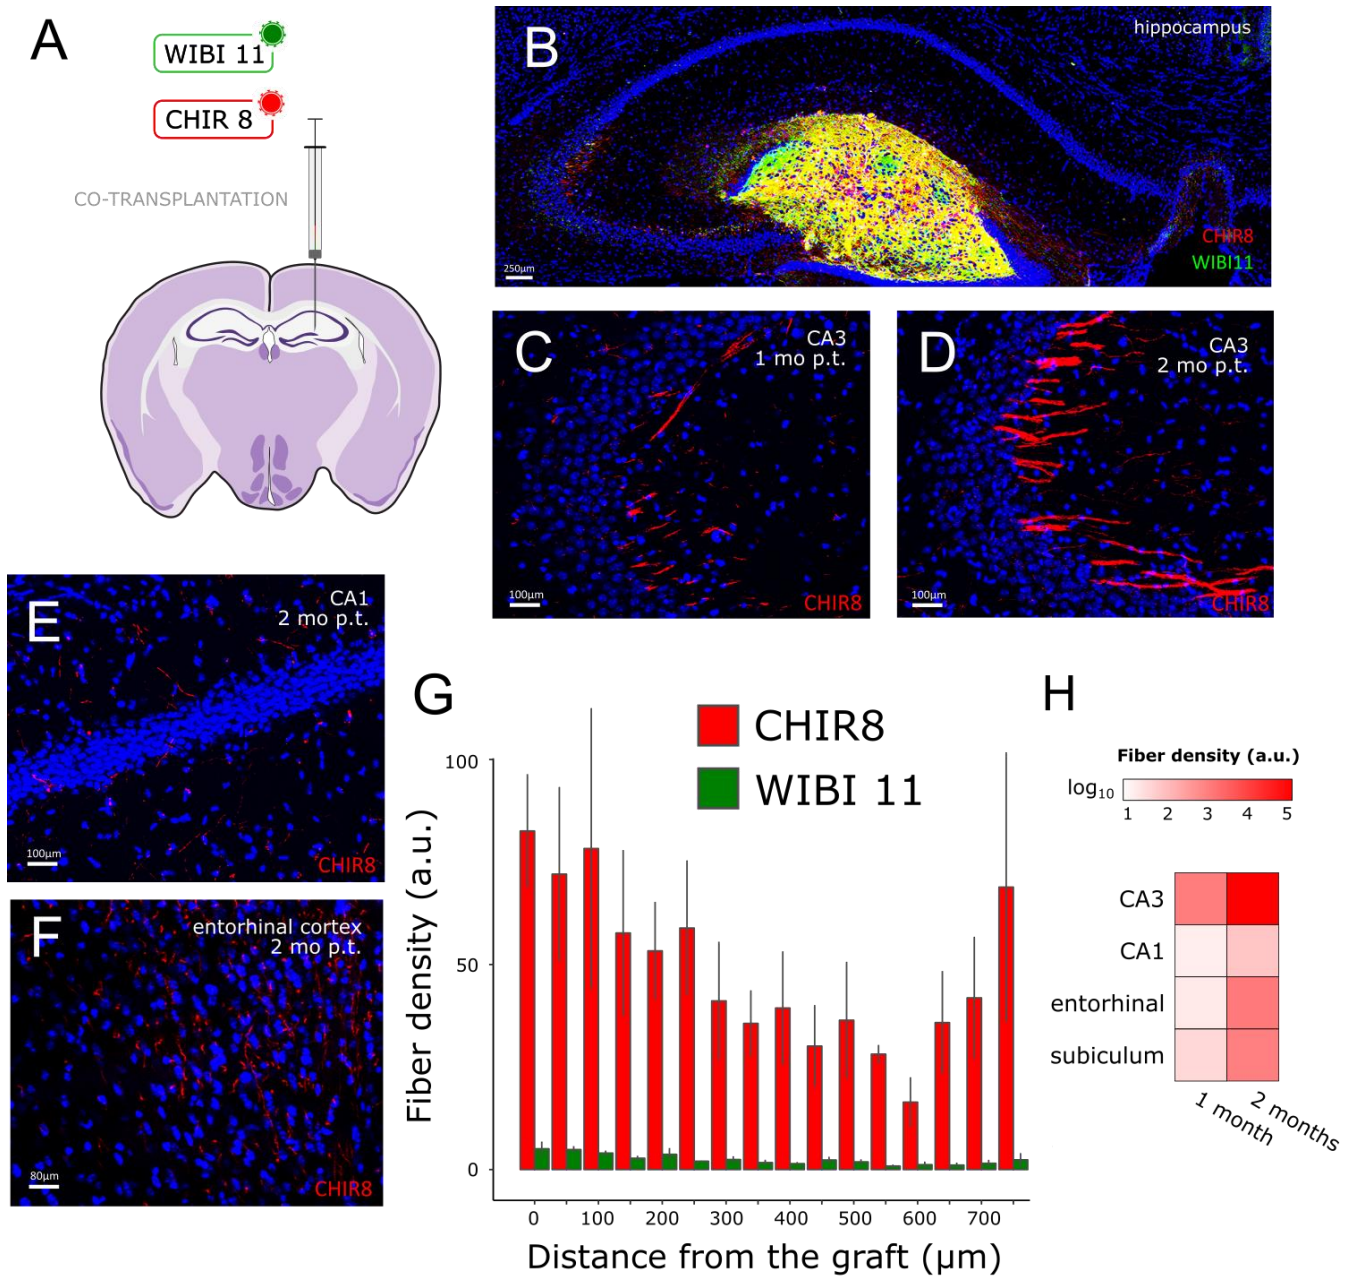 A
WIBI 11
CHIR 8
CO-TRANSPLANTATION
B
hippocampus
CHIR8
WIBI11
250μm
C
CA3
1 mo p.t.
100μm
CHIR8
D
CA3
2 mo p.t.
100μm
CHIR8
E
CA1
2 mo p.t.
100μm
CHIR8
F
entorhinal cortex
2 mo p.t.
80μm
CHIR8
G
CHIR8
WIBI 11
Fiber density (a.u.)
100
50
0
0 100 200 300 400 500 600 700
Distance from the graft (μm)
H
Fiber density (a.u.)
log10
1 2 3 4 5
CA3
CA1
entorhinal
subiculum
1 month
2 months